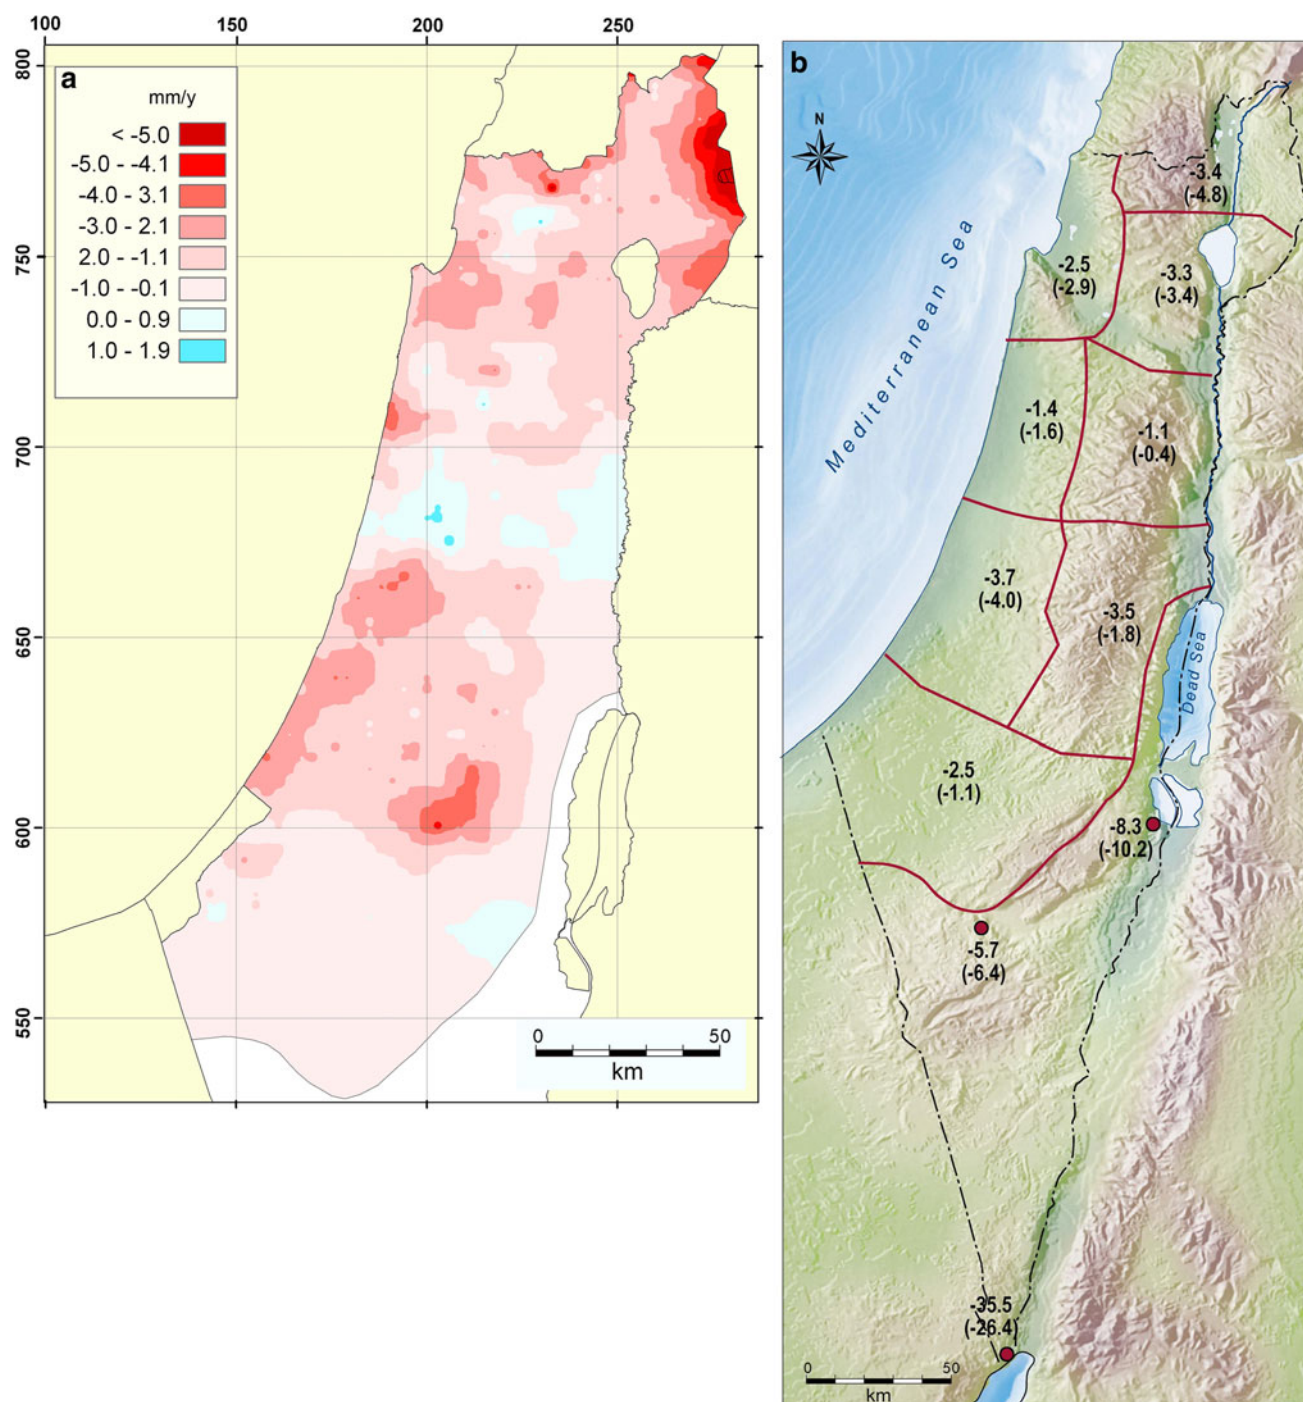 100 150 200 250
a
mm/y
< -5.0
-5.0 - -4.1
-4.0 - 3.1
-3.0 - 2.1
2.0 - -1.1
-1.0 - -0.1
0.0 - 0.9
1.0 - 1.9
800
750
700
650
600
550
0 50
km
b
N
Mediterranean Sea
-3.4
(-4.8)
-2.5
(-2.9)
-3.3
(-3.4)
-1.4
(-1.6)
-1.1
(-0.4)
-3.7
(-4.0)
-3.5
(-1.8)
Dead Sea
-2.5
(-1.1)
-8.3
(-10.2)
-5.7
(-6.4)
-35.5
(-26.4)
0 50
km